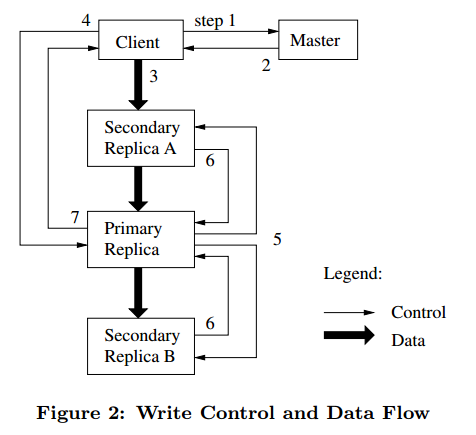 4
step 1
Client
Master
2
3
Secondary
Replica A
6
7
Primary
Replica
5
Legend:
6
Control
Secondary
Replica B
Data
Figure 2: Write Control and Data Flow